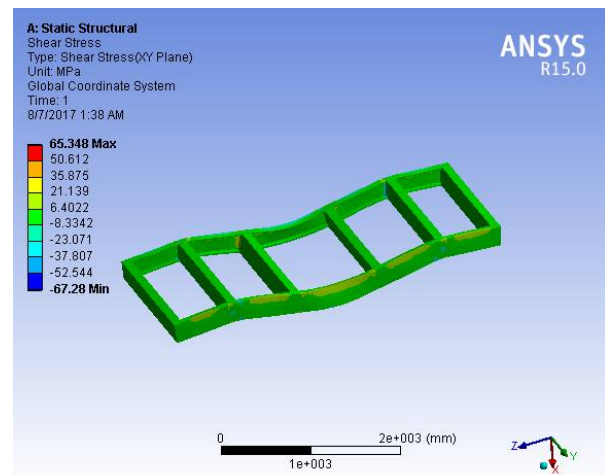 A: Static Structural
Shear Stress
Type: Shear Stress(XY Plane)
Unit: MPa
Global Coordinate System
Time: 1
8/7/2017 1:38 AM
ANSYS
R15.0
65.348 Max
50.612
35.875
21.139
6.4022
-8.3342
-23.071
-37.807
-52.544
-67.28 Min
0 2e+003 (mm)
1e+003
Z Y
X